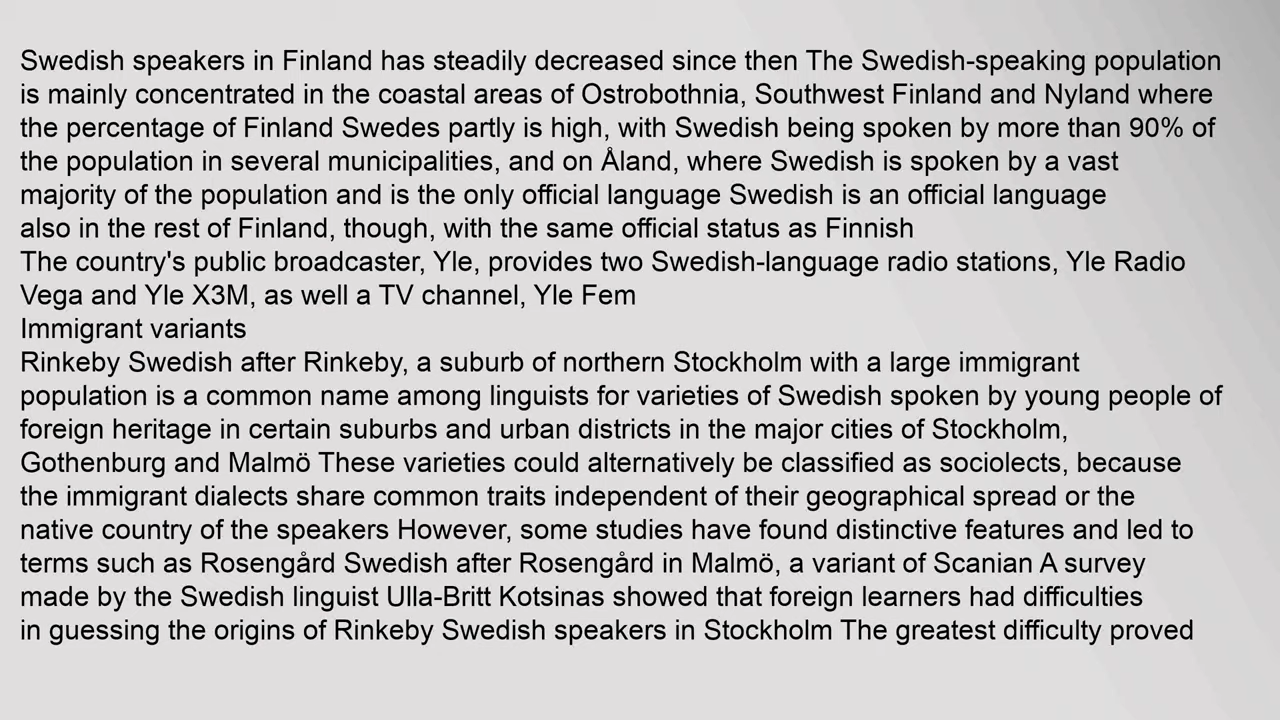 Swedish speakers in Finland has steadily decreased since then The Swedish-speaking population
is mainly concentrated in the coastal areas of Ostrobothnia, Southwest Finland and Nyland where
the percentage of Finland Swedes partly is high, with Swedish being spoken by more than 90% of
the population in several municipalities, and on Åland, where Swedish is spoken by a vast
majority of the population and is the only official language Swedish is an official language
also in the rest of Finland, though, with the same official status as Finnish
The country's public broadcaster, Yle, provides two Swedish-language radio stations, Yle Radio
Vega and Yle X3M, as well a TV channel, Yle Fem
Immigrant variants
Rinkeby Swedish after Rinkeby, a suburb of northern Stockholm with a large immigrant
population is a common name among linguists for varieties of Swedish spoken by young people of
foreign heritage in certain suburbs and urban districts in the major cities of Stockholm,
Gothenburg and Malmö These varieties could alternatively be classified as sociolects, because
the immigrant dialects share common traits independent of their geographical spread or the
native country of the speakers However, some studies have found distinctive features and led to
terms such as Rosengård Swedish after Rosengård in Malmö, a variant of Scanian A survey
made by the Swedish linguist Ulla-Britt Kotsinas showed that foreign learners had difficulties
in guessing the origins of Rinkeby Swedish speakers in Stockholm The greatest difficulty proved